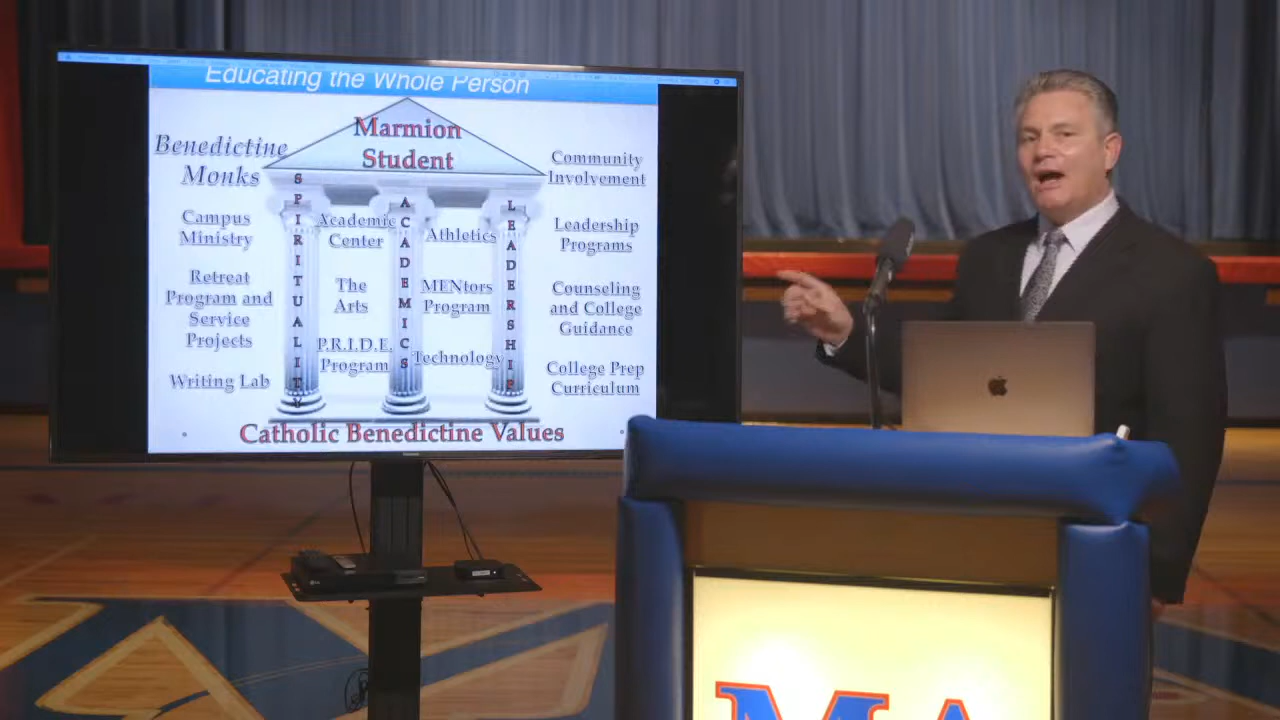 Educating the Whole Person
Marmion
Student
Benedictine
Monks
Campus
Ministry
Retreat
Program and
Service
Projects
Writing Lab
SPIRITUALITY
Academic
Center
The
Arts
P.R.I.D.E.
Program
ACADEMICS
Athletics
MENtors
Program
Technology
LEADERSHIP
Community
Involvement
Leadership
Programs
Counseling
and College
Guidance
College Prep
Curriculum
Catholic Benedictine Values
MA